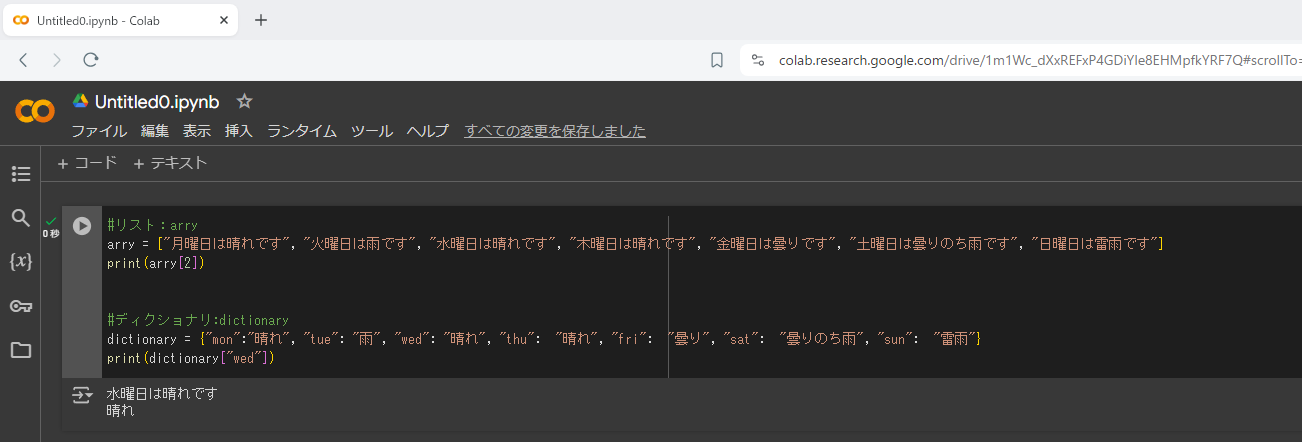 Untitled0.ipynb - Colab
colab.research.google.com/drive/1m1Wc_dXxREFxP4GDiYIe8EHMpfkYRF7Q#scrollTo=
Untitled0.ipynb
ファイル 編集 表示 挿入 ランタイム ツール ヘルプ すべての変更を保存しました
+ コード + テキスト
0 秒
#リスト：arry
arry = ["月曜日は晴れです", "火曜日は雨です", "水曜日は晴れです", "木曜日は晴れです", "金曜日は曇りです", "土曜日は曇りのち雨です", "日曜日は雷雨です"]
print(arry[2])
#ディクショナリ:dictionary
dictionary = {"mon":"晴れ", "tue": "雨", "wed": "晴れ", "thu": "晴れ", "fri": "曇り", "sat": "曇りのち雨", "sun": "雷雨"}
print(dictionary["wed"])
水曜日は晴れです
晴れ